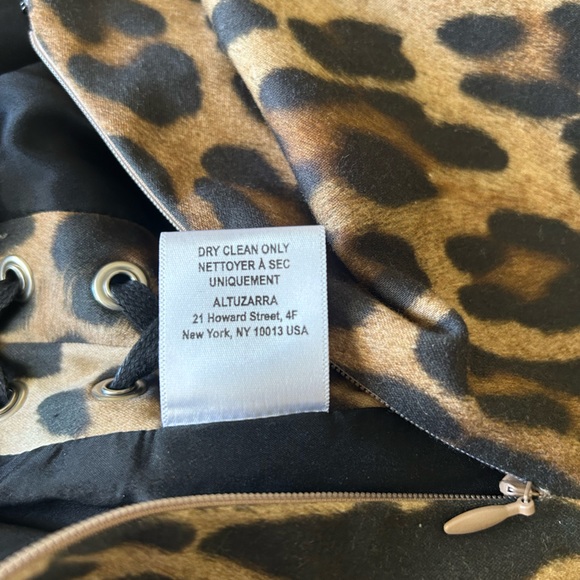 DRY CLEAN ONLY
NETTOYER À SEC
UNIQUEMENT
ALTUZARRA
21 Howard Street, 4F
New York, NY 10013 USA